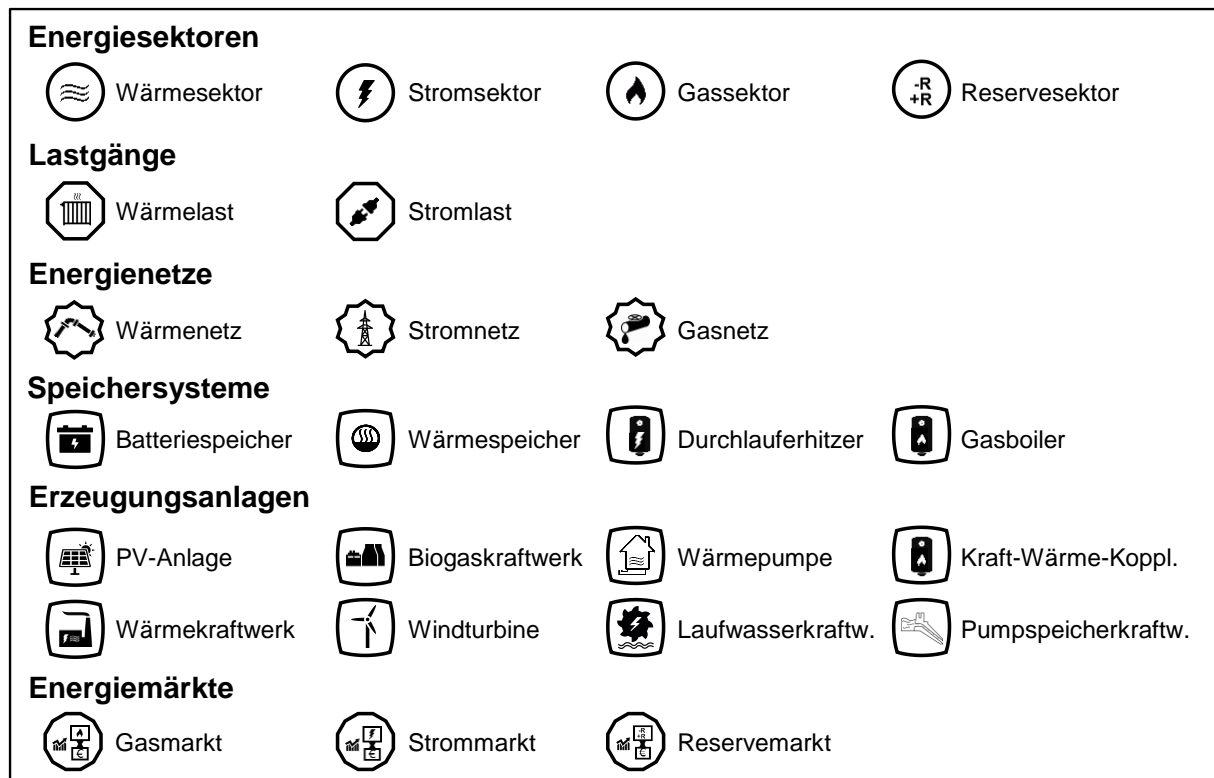 Energiesektoren
Wärmesektor Stromsektor Gassektor -R +R Reservesektor
Lastgänge
Wärmelast Stromlast
Energienetze
Wärmenetz Stromnetz Gasnetz
Speichersysteme
Batteriespeicher Wärmespeicher Durchlauferhitzer Gasboiler
Erzeugungsanlagen
PV-Anlage Biogaskraftwerk Wärmepumpe Kraft-Wärme-Koppl.
Wärmekraftwerk Windturbine Laufwasserkraftw. Pumpspeicherkraftw.
Energiemärkte
€ Gasmarkt € Strommarkt -R +R € Reservemarkt